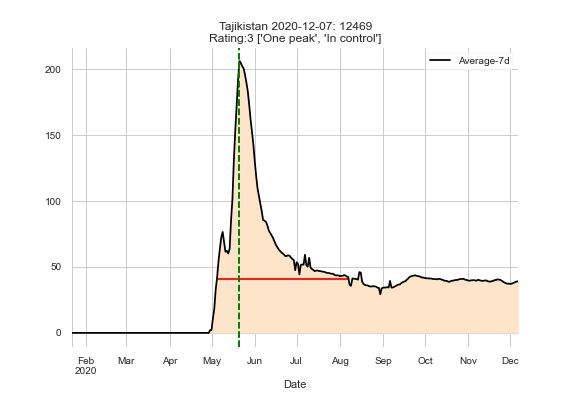 Tajikistan 2020-12-07: 12469
Rating:3 ['One peak', 'In control']
Average-7d
200
150
100
50
0
Feb Mar Apr May Jun Jul Aug Sep Oct Nov Dec
2020
Date